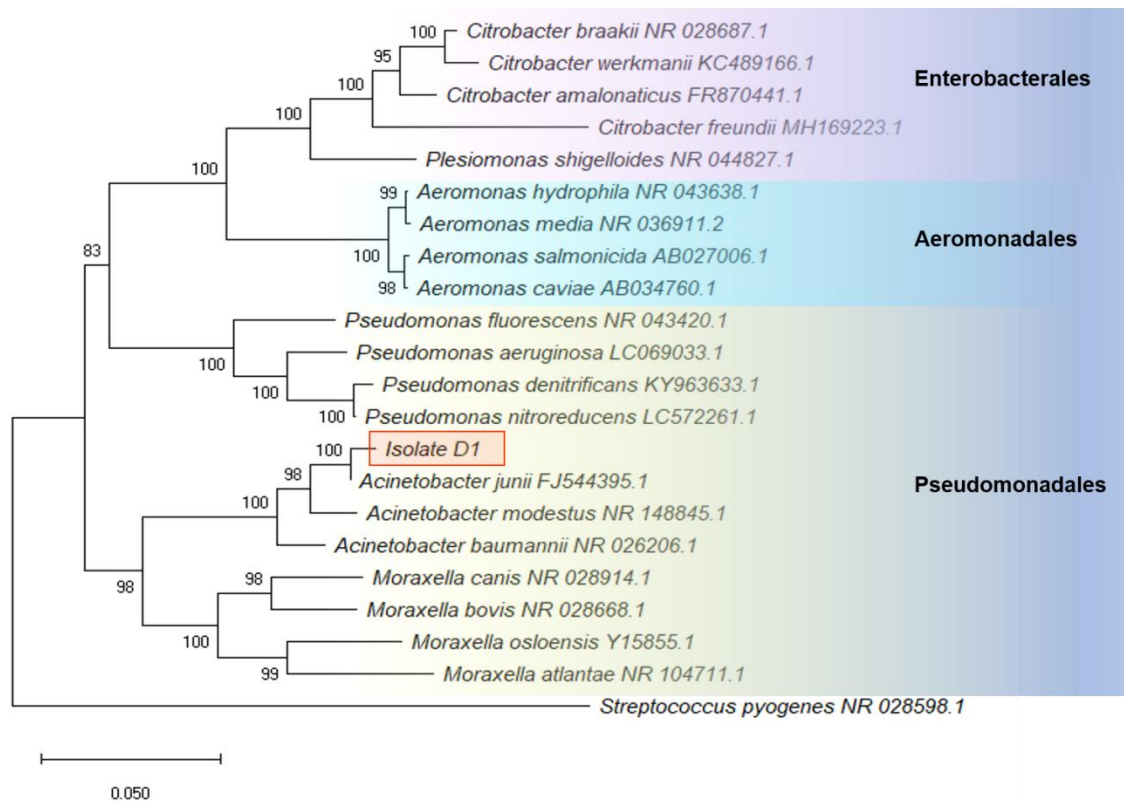 100
Citrobacter braakii NR 028687.1
95
Citrobacter werkmanii KC489166.1
100
Citrobacter amalonaticus FR870441.1
Enterobacterales
100
Citrobacter freundii MH169223.1
100
Plesiomonas shigelloides NR 044827.1
99
Aeromonas hydrophila NR 043638.1
Aeromonas media NR 036911.2
83
100
Aeromonas salmonicida AB027006.1
Aeromonadales
98
Aeromonas caviae AB034760.1
Pseudomonas fluorescens NR 043420.1
100
Pseudomonas aeruginosa LC069033.1
100
Pseudomonas denitrificans KY963633.1
100
Pseudomonas nitroreducens LC572261.1
100
Isolate D1
98
Acinetobacter junii FJ544395.1
Pseudomonadales
100
Acinetobacter modestus NR 148845.1
Acinetobacter baumannii NR 026206.1
98
98
Moraxella canis NR 028914.1
Moraxella bovis NR 028668.1
100
Moraxella osloensis Y15855.1
99
Moraxella atlantae NR 104711.1
Streptococcus pyogenes NR 028598.1
0.050